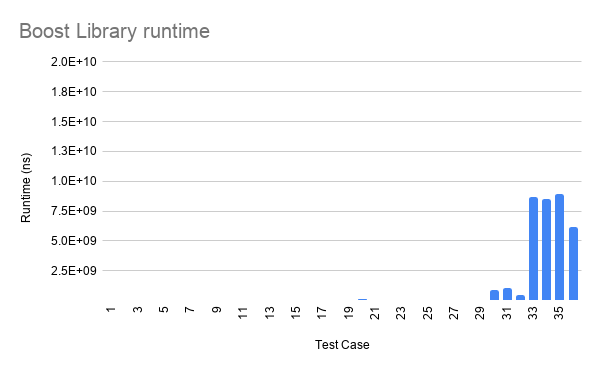 Boost Library runtime
2.0E+10
1.8E+10
1.5E+10
1.3E+10
1.0E+10
7.5E+09
5.0E+09
2.5E+09
Runtime (ns)
1 3 5 7 9 11 13 15 17 19 21 23 25 27 29 31 33 35
Test Case